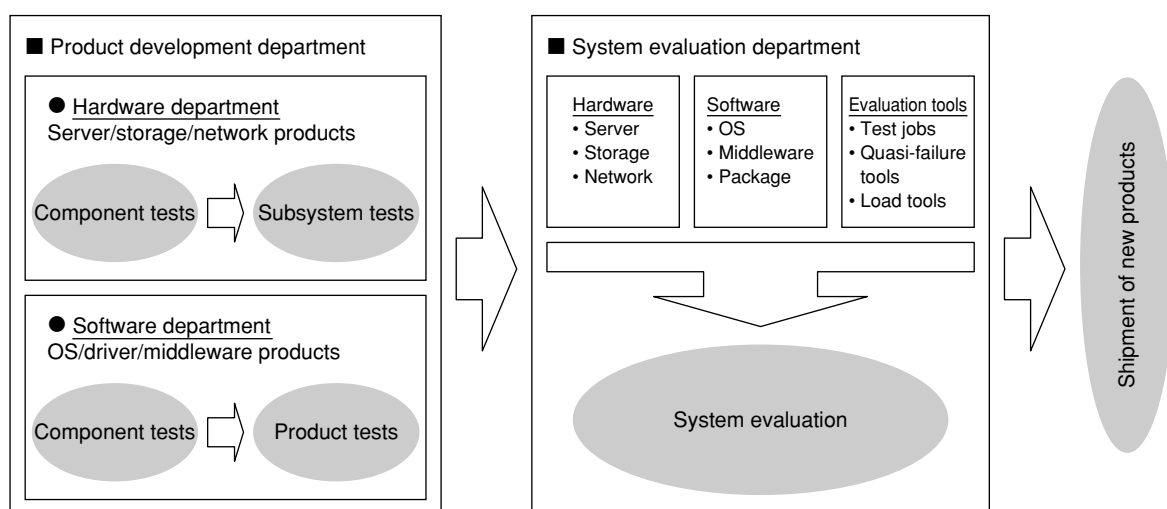 ■ Product development department
● Hardware department
Server/storage/network products
Component tests
Subsystem tests
● Software department
OS/driver/middleware products
Component tests
Product tests
■ System evaluation department
Hardware
• Server
• Storage
• Network
Software
• OS
• Middleware
• Package
Evaluation tools
• Test jobs
• Quasi-failure
tools
• Load tools
System evaluation
Shipment of new products